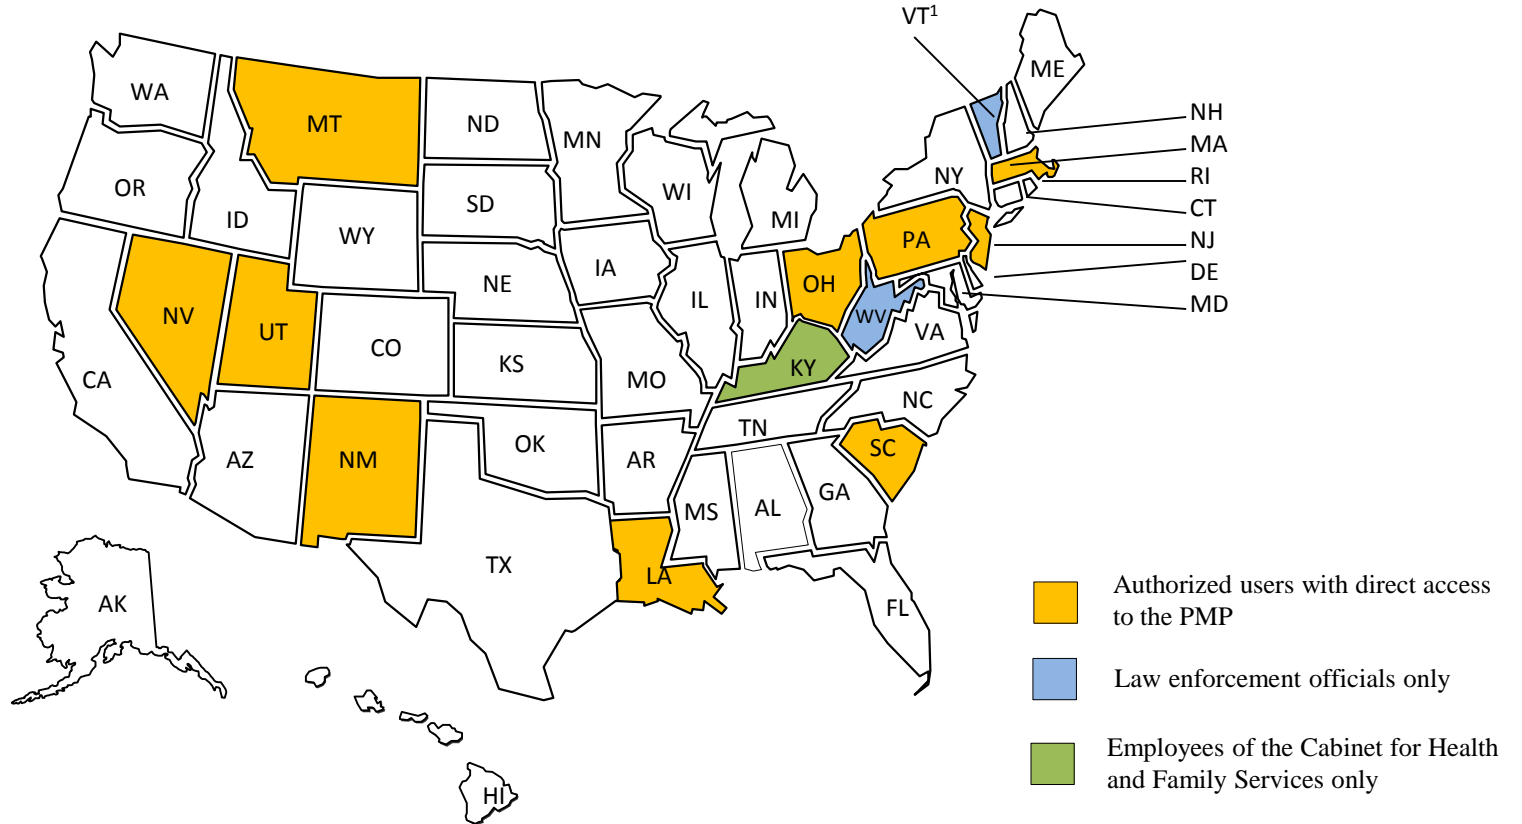 VT¹
ME
WA
MT
ND
MN
NH
MA
OR
ID
SD
WI
MI
NY
RI
CT
WY
NJ
PA
DE
IA
NE
OH
MD
NV
UT
IL
IN
WV
VA
CO
KS
MO
KY
CA
NC
TN
AZ
NM
OK
AR
SC
MS
AL
GA
TX
LA
AK
FL
HI
Authorized users with direct access
to the PMP
Law enforcement officials only
Employees of the Cabinet for Health
and Family Services only